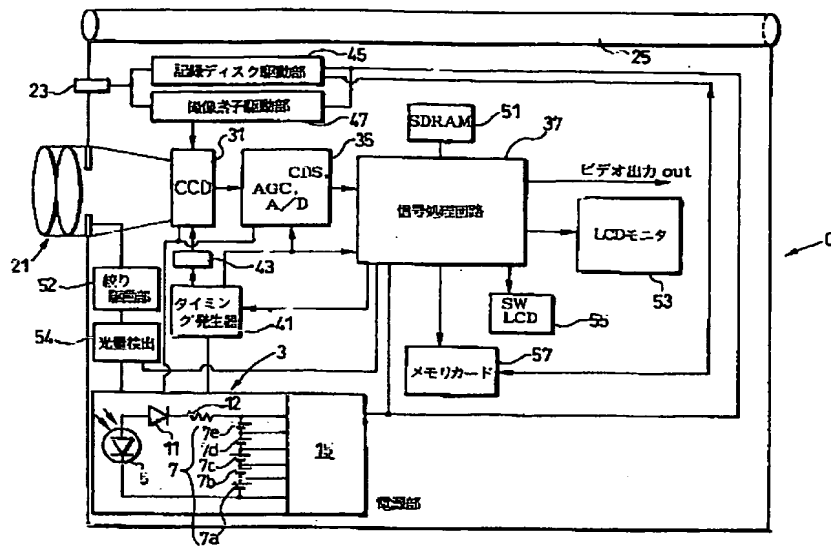 25
45
記録ディスク駆動部
23
撮像素子駆動部
47
51
SDRAM
37
31
35
CCD
CDS,
AGC,
A/D
信号処理回路
ビデオ出力 out
LCDモニタ
53
C
21
43
52
絞り
駆動部
タイミン
グ発生器
41
SW
LCD
55
54
光量検出
3
メモリカード
57
12
11
5
7
7e
7d
7c
7b
7a
15
電源部